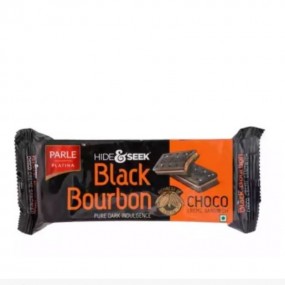 PARLE
PLATINA
HIDE & SEEK
Black
Bourbon
PURE DARK INDULGENCE
CHOCO